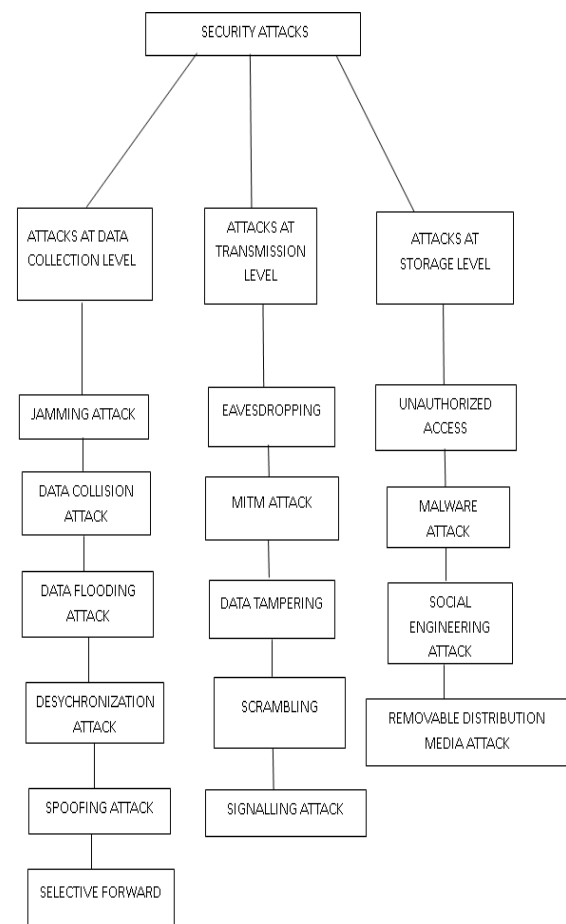 SECURITY ATTACKS
ATTACKS AT DATA
COLLECTION LEVEL
ATTACKS AT
TRANSMISSION
LEVEL
ATTACKS AT
STORAGE LEVEL
JAMMING ATTACK
DATA COLLISION
ATTACK
DATA FLOODING
ATTACK
DESYCHRONIZATION
ATTACK
SPOOFING ATTACK
SELECTIVE FORWARD
EAVESDROPPING
MITM ATTACK
DATA TAMPERING
SCRAMBLING
SIGNALLING ATTACK
UNAUTHORIZED
ACCESS
MALWARE
ATTACK
SOCIAL
ENGINEERING
ATTACK
REMOVABLE DISTRIBUTION
MEDIA ATTACK